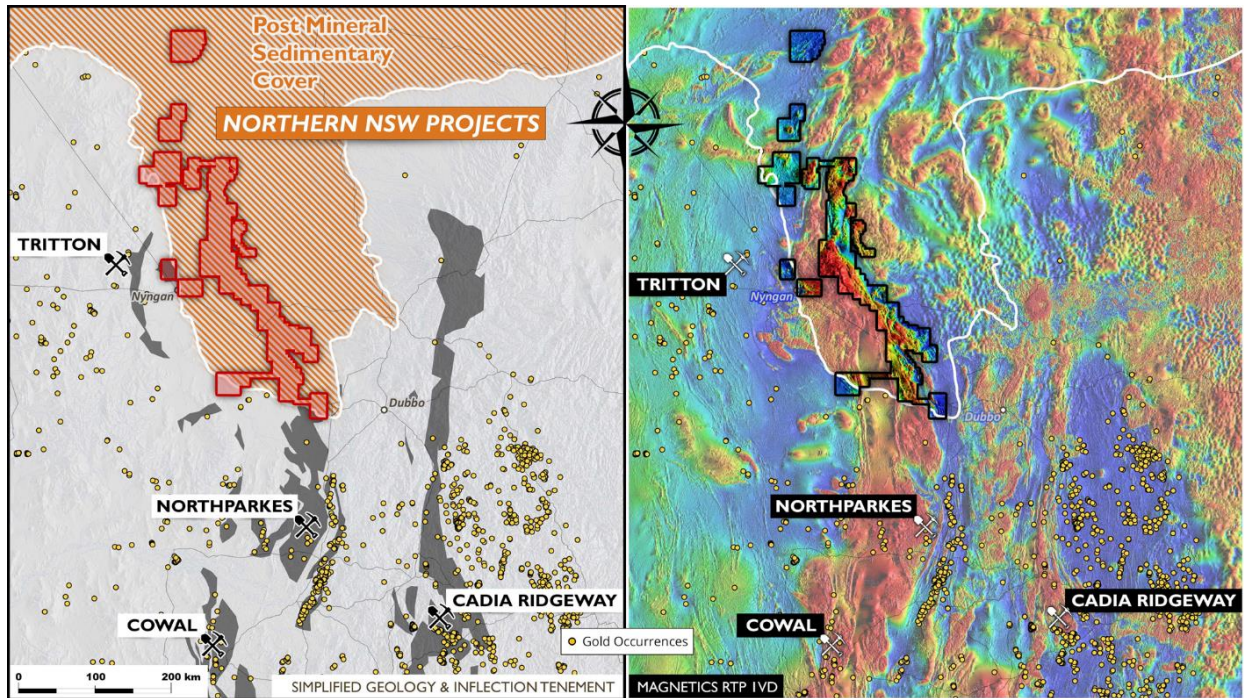 Post Mineral
Sedimentary
Cover
NORTHERN NSW PROJECTS
TRITTON
Nyngan
Dubbo
NORTHPARKES
CADIA RIDGEWAY
COWAL
Gold Occurrences
0 100 200 km
SIMPLIFIED GEOLOGY & INFLECTION TENEMENT
TRITTON
Nyngan
Dubbo
NORTHPARKES
CADIA RIDGEWAY
COWAL
MAGNETICS RTP 1VD